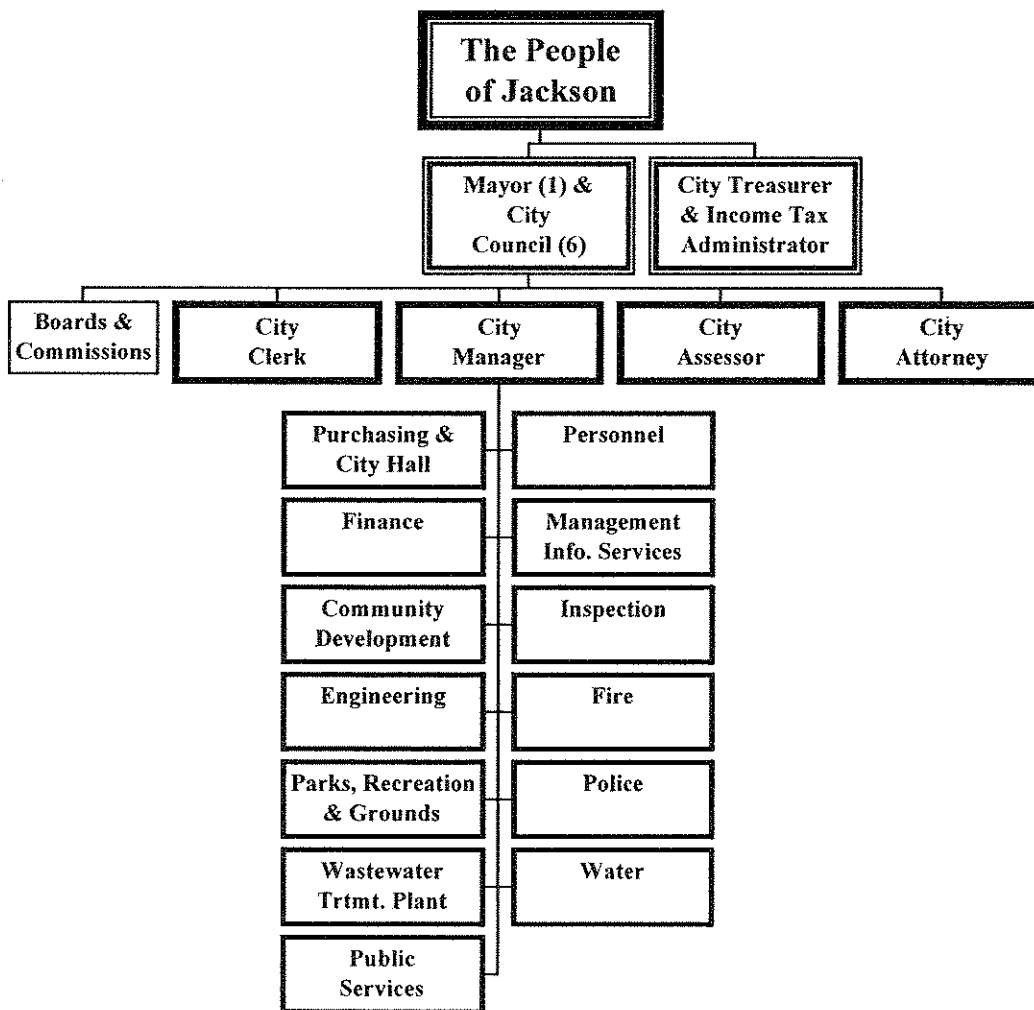 The People
of Jackson
Mayor (1) &
City
Council (6)
City Treasurer
& Income Tax
Administrator
Boards &
Commissions
City
Clerk
City
Manager
City
Assessor
City
Attorney
Purchasing &
City Hall
Personnel
Finance
Management
Info. Services
Community
Development
Inspection
Engineering
Fire
Parks, Recreation
& Grounds
Police
Wastewater
Trtmt. Plant
Water
Public
Services